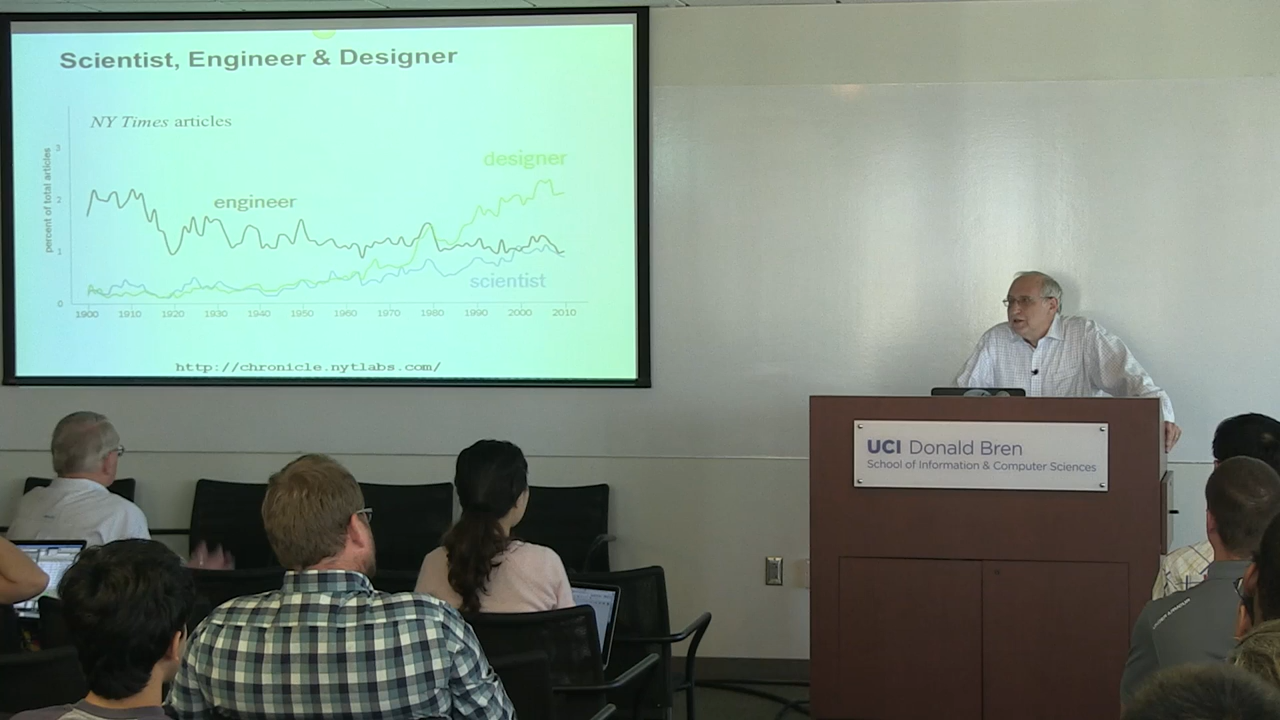 Scientist, Engineer & Designer
NY Times articles
designer
engineer
scientist
percent of total articles
3
2
1
0
1900 1910 1920 1930 1940 1950 1960 1970 1980 1990 2000 2010
http://chronicle.nytlabs.com/
UCI Donald Bren
School of Information & Computer Sciences